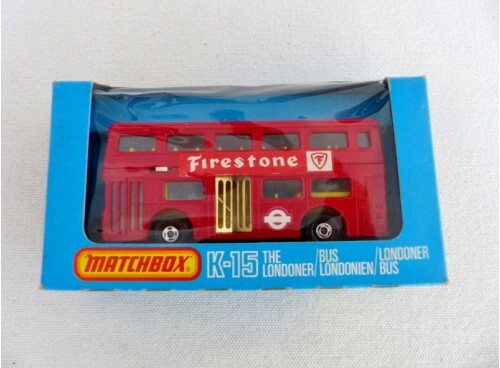 Firestone F
MATCHBOX K-15 THE / BUS / LONDONER
LONDONER / LONDONIEN / BUS